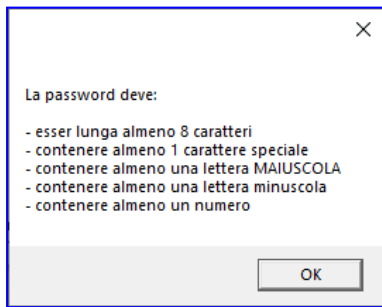 La password deve:
- esser lunga almeno 8 caratteri
- contenere almeno 1 carattere speciale
- contenere almeno una lettera MAIUSCOLA
- contenere almeno una lettera minuscola
- contenere almeno un numero
OK